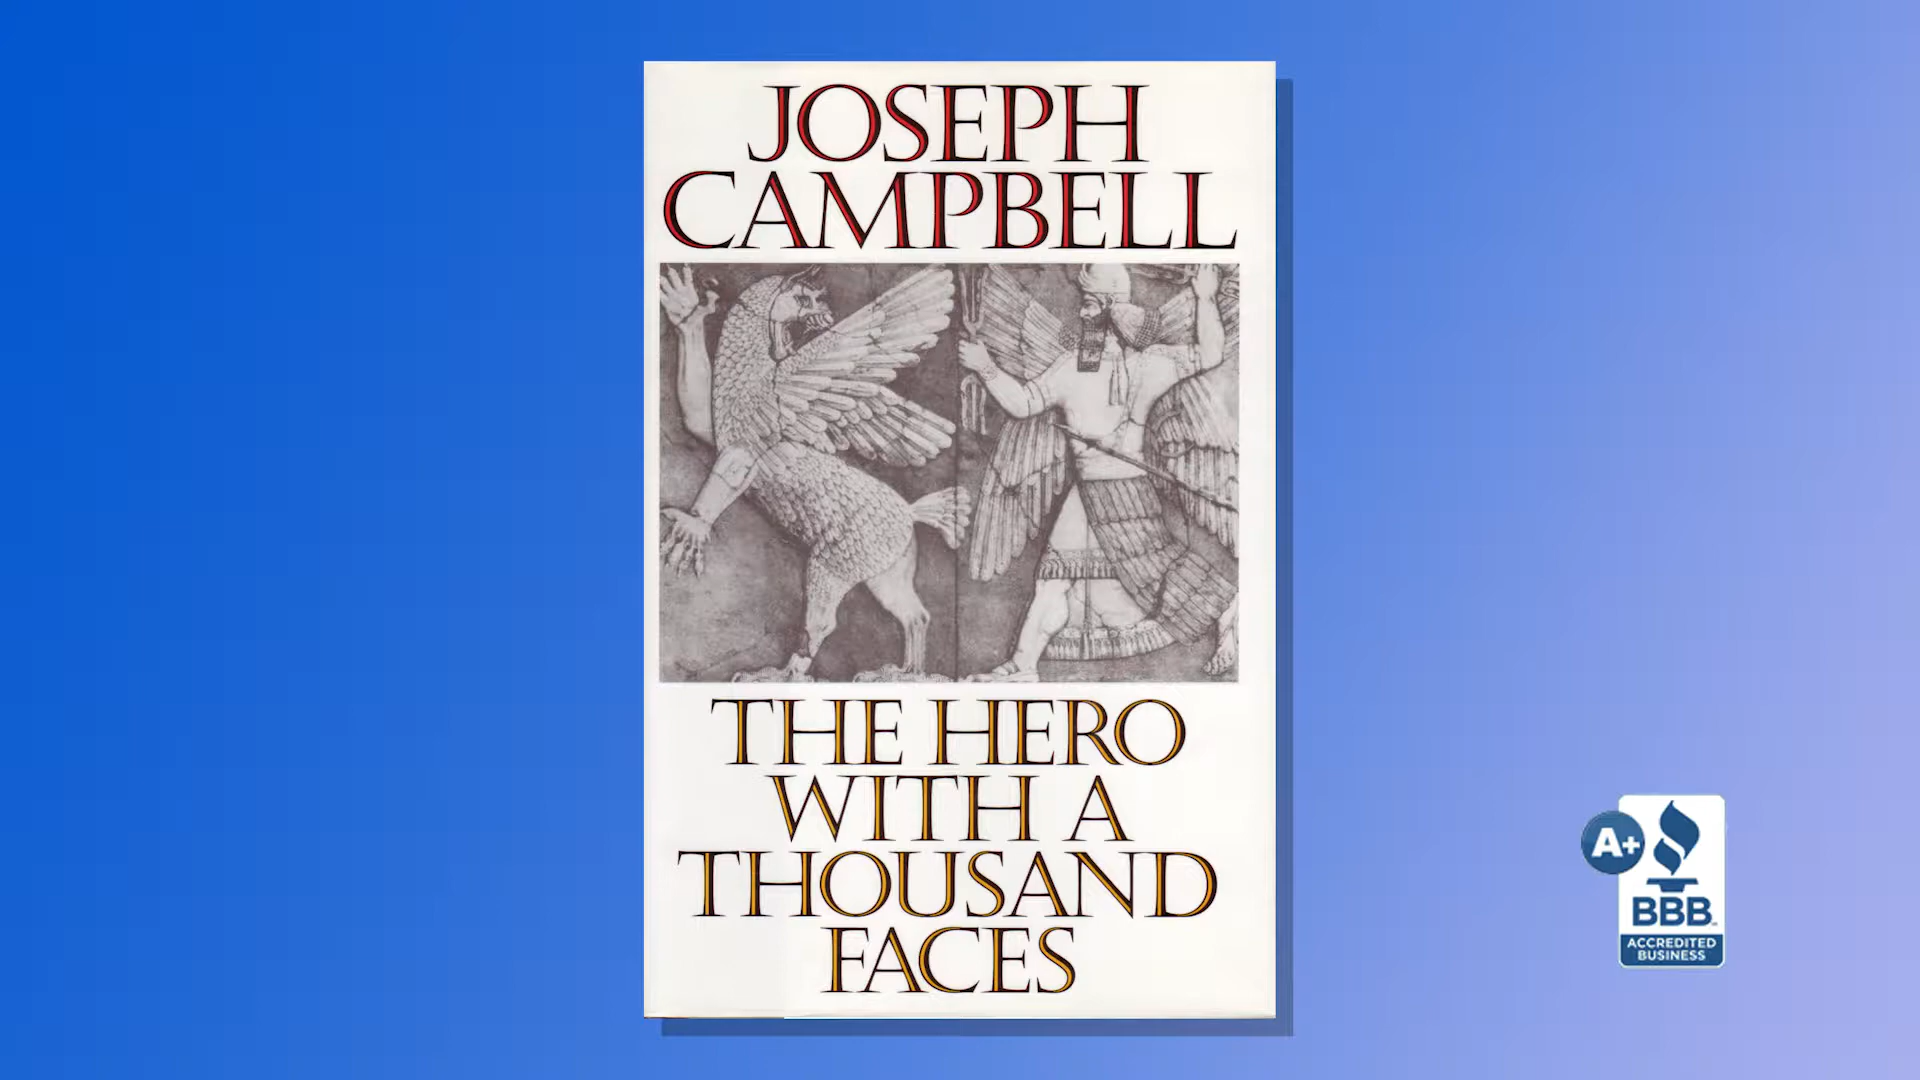 JOSEPH
CAMPBELL
THE HERO
WITH A
THOUSAND
FACES
A+
BBB
ACCREDITED
BUSINESS